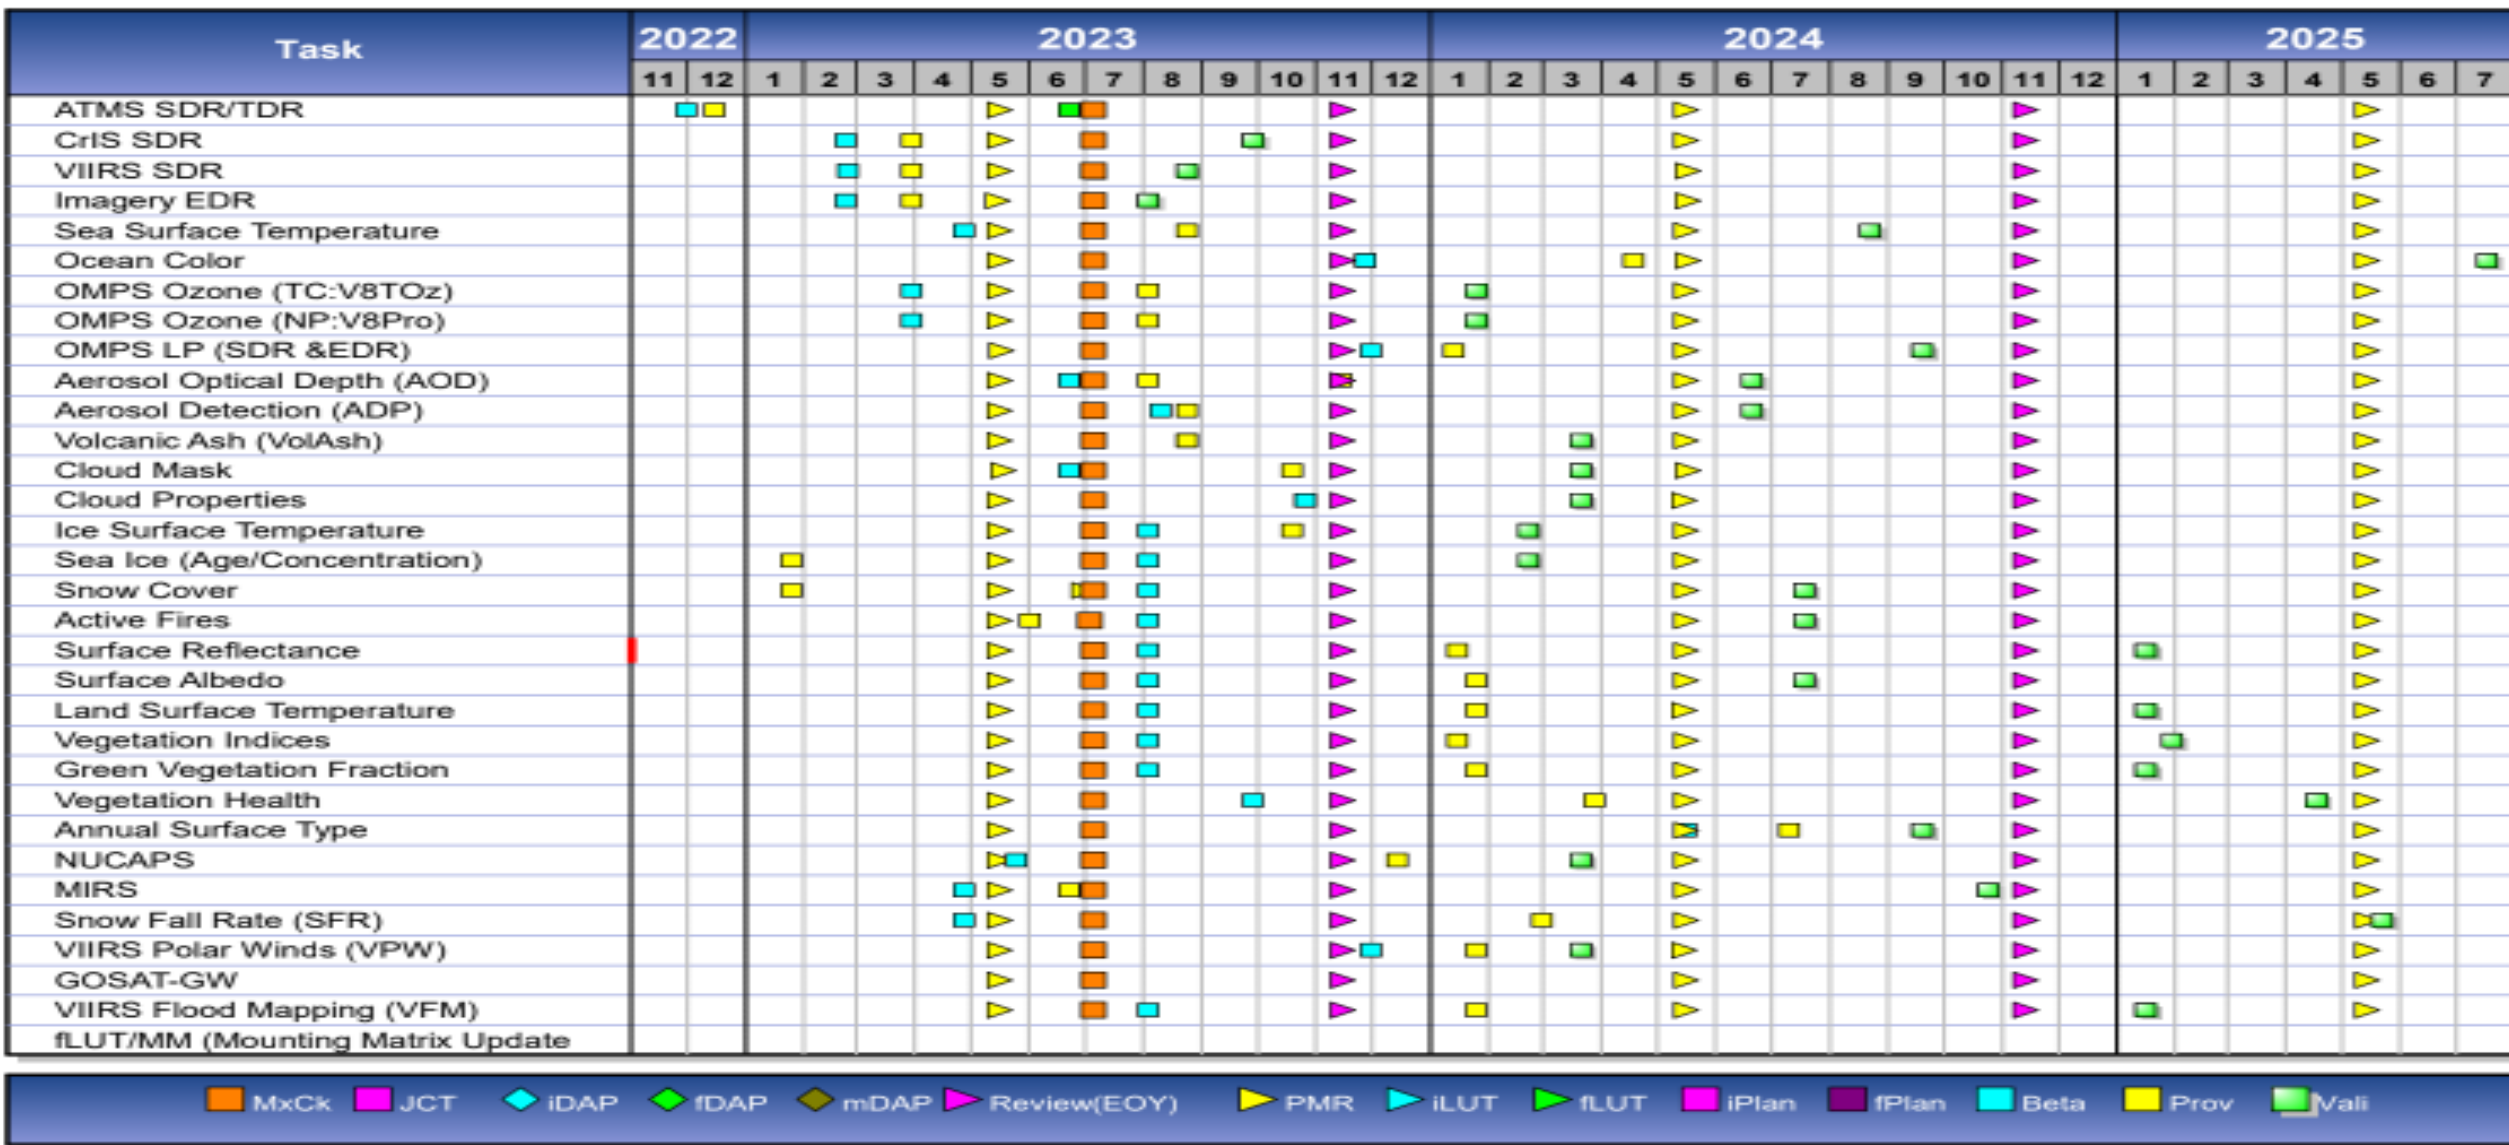 Task 2022 2023 2024 2025
11 12 1 2 3 4 5 6 7 8 9 10 11 12 1 2 3 4 5 6 7 8 9 10 11 12 1 2 3 4 5 6 7
ATMS SDR/TDR
CrIS SDR
VIIRS SDR
Imagery EDR
Sea Surface Temperature
Ocean Color
OMPS Ozone (TC:V8TOz)
OMPS Ozone (NP:V8Pro)
OMPS LP (SDR &EDR)
Aerosol Optical Depth (AOD)
Aerosol Detection (ADP)
Volcanic Ash (VolAsh)
Cloud Mask
Cloud Properties
Ice Surface Temperature
Sea Ice (Age/Concentration)
Snow Cover
Active Fires
Surface Reflectance
Surface Albedo
Land Surface Temperature
Vegetation Indices
Green Vegetation Fraction
Vegetation Health
Annual Surface Type
NUCAPS
MIRS
Snow Fall Rate (SFR)
VIIRS Polar Winds (VPW)
GOSAT-GW
VIIRS Flood Mapping (VFM)
fLUT/MM (Mounting Matrix Update
MxCk JCT iDAP fDAP mDAP Review(EOY) PMR iLUT fLUT iPlan fPlan Beta Prov Vali